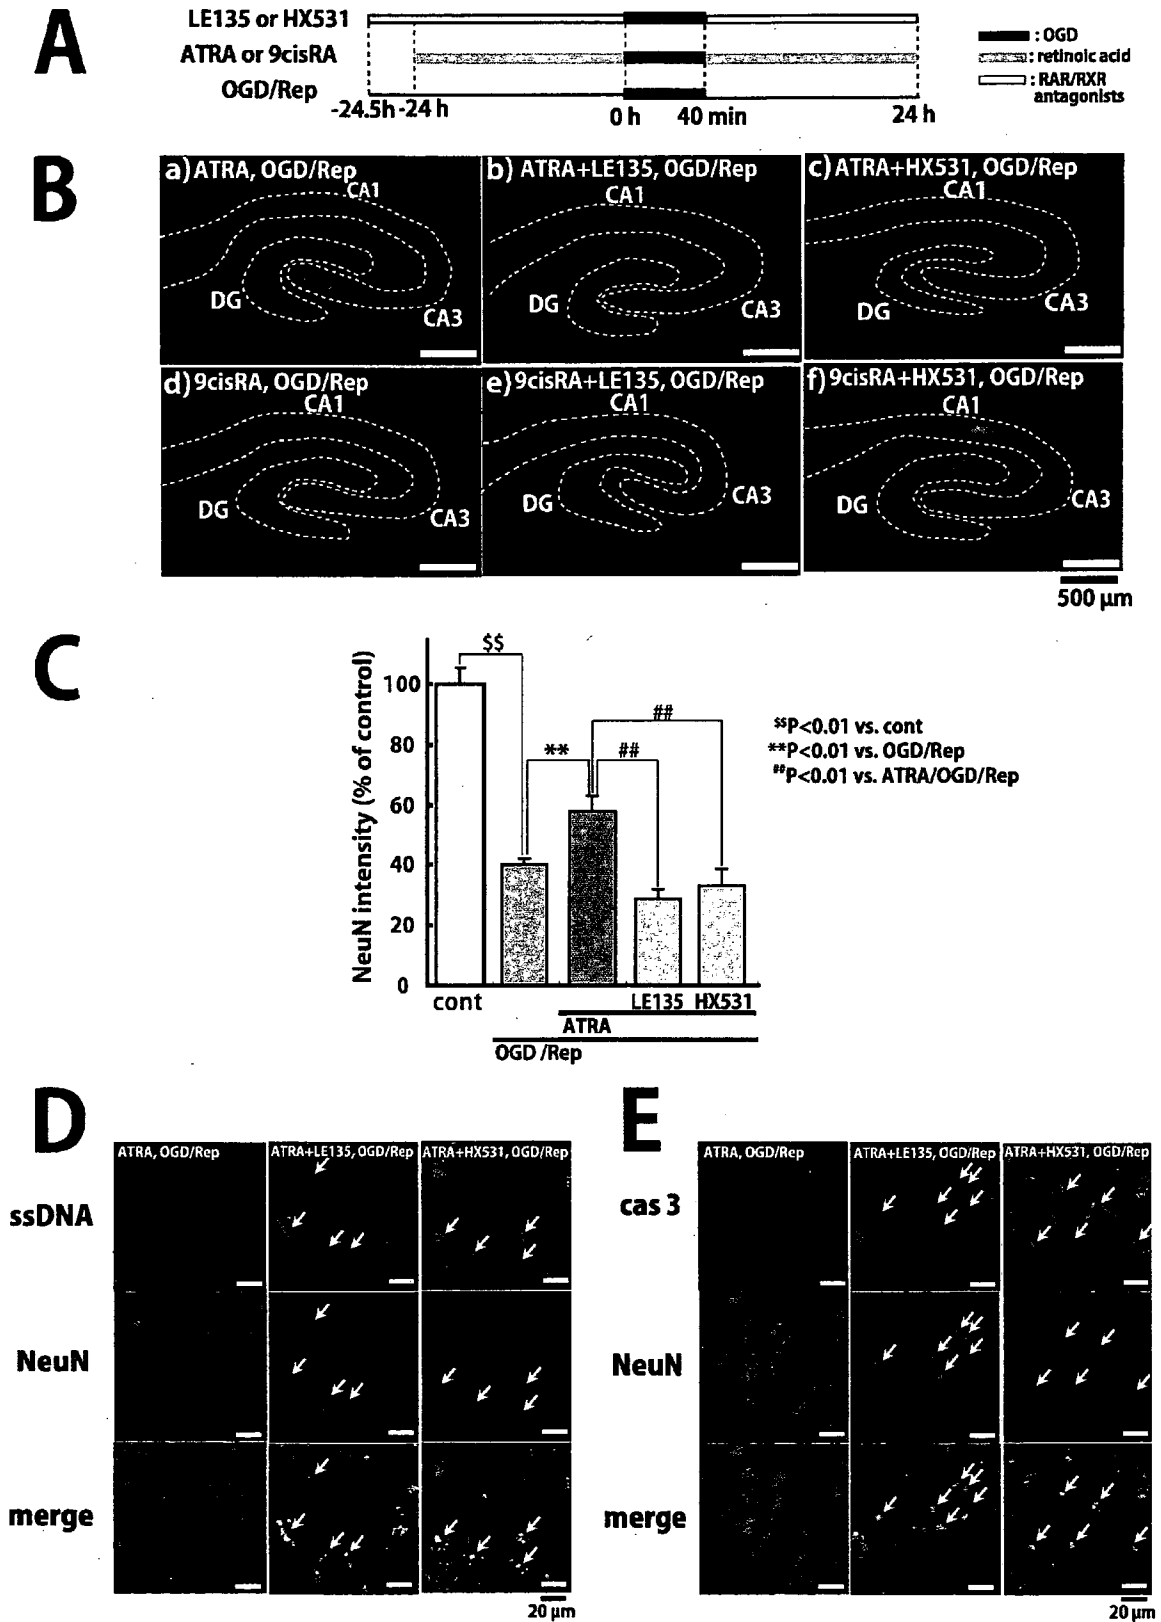 A
LE135 or HX531
ATRA or 9cisRA
OGD/Rep
-24.5h -24 h
0 h
40 min
24 h
: OGD
: retinoic acid
: RAR/RXR
antagonists
B
a) ATRA, OGD/Rep
CA1
DG
CA3
b) ATRA+LE135, OGD/Rep
CA1
DG
CA3
c) ATRA+HX531, OGD/Rep
CA1
DG
CA3
d) 9cisRA, OGD/Rep
CA1
DG
CA3
e) 9cisRA+LE135, OGD/Rep
CA1
DG
CA3
f) 9cisRA+HX531, OGD/Rep
CA1
DG
CA3
500 µm
C
NeuN intensity (% of control)
100
80
60
40
20
0
$$
**
##
##
cont
LE135 HX531
ATRA
OGD /Rep
$$P<0.01 vs. cont
**P<0.01 vs. OGD/Rep
##P<0.01 vs. ATRA/OGD/Rep
D
ATRA, OGD/Rep
ATRA+LE135, OGD/Rep
ATRA+HX531, OGD/Rep
ssDNA
NeuN
merge
20 µm
E
ATRA, OGD/Rep
ATRA+LE135, OGD/Rep
ATRA+HX531, OGD/Rep
cas 3
NeuN
merge
20 µm